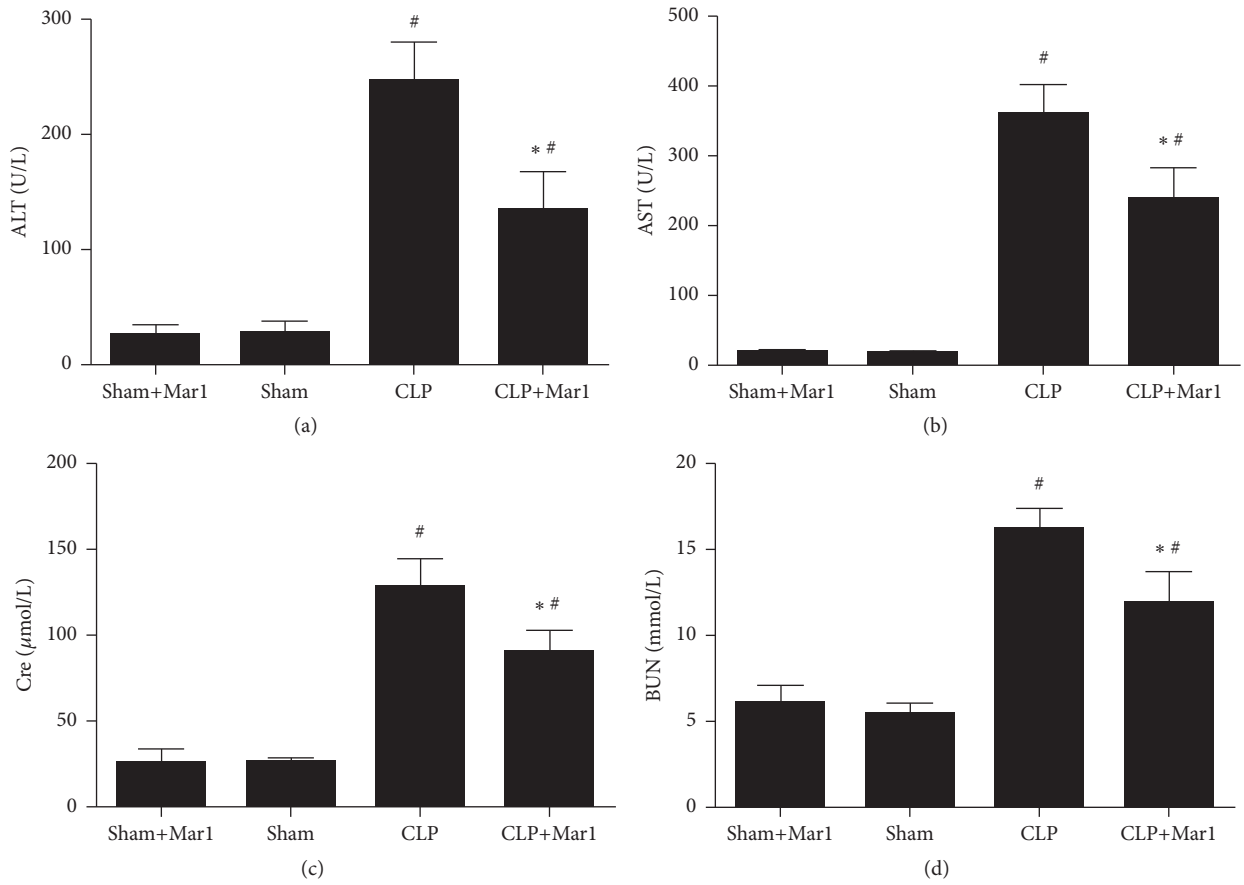 300
200
100
0
ALT (U/L)
#
* #
Sham+Mar1 Sham CLP CLP+Mar1
(a)
500
400
300
200
100
0
AST (U/L)
#
* #
Sham+Mar1 Sham CLP CLP+Mar1
(b)
200
150
100
50
0
Cre (μmol/L)
#
* #
Sham+Mar1 Sham CLP CLP+Mar1
(c)
20
15
10
5
0
BUN (mmol/L)
#
* #
Sham+Mar1 Sham CLP CLP+Mar1
(d)